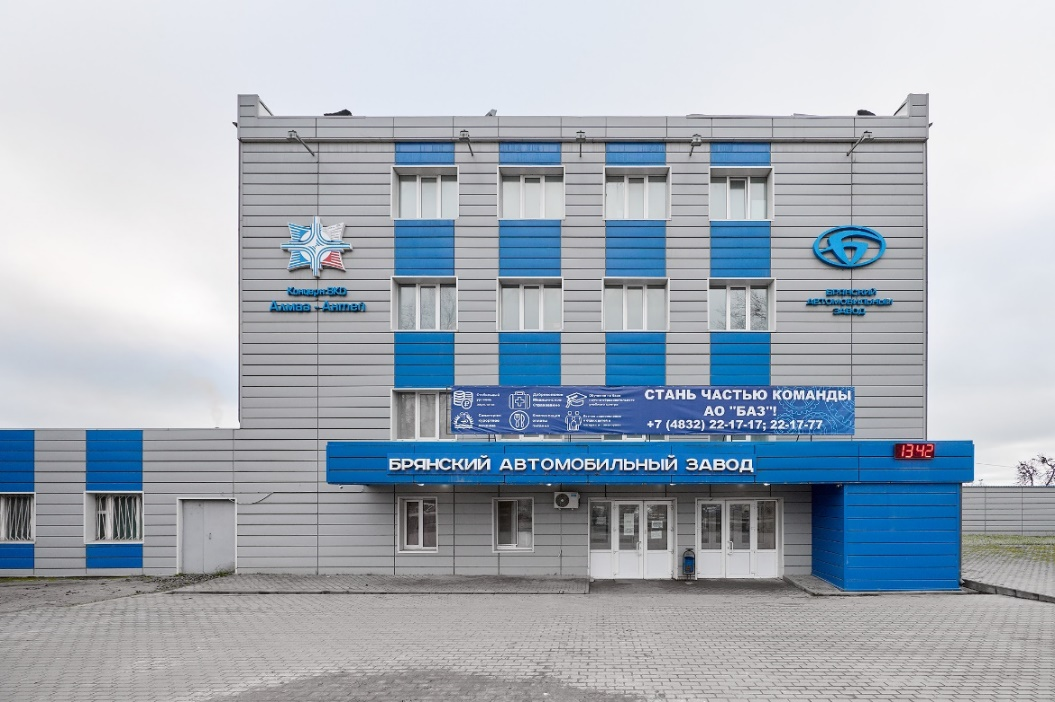 Концерн ВКО
Алмаз - Антей
БРЯНСКИЙ
АВТОМОБИЛЬНЫЙ
ЗАВОД
СТАНЬ ЧАСТЬЮ КОМАНДЫ
АО "БАЗ"!
+7 (4832) 22-17-17; 22-17-77
БРЯНСКИЙ АВТОМОБИЛЬНЫЙ ЗАВОД
13:42